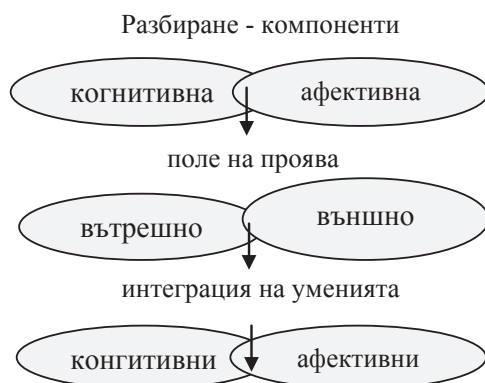 Разбиране - компоненти
когнитивна афективна
поле на проява
вътрешно външно
интеграция на уменията
конгитивни афективни